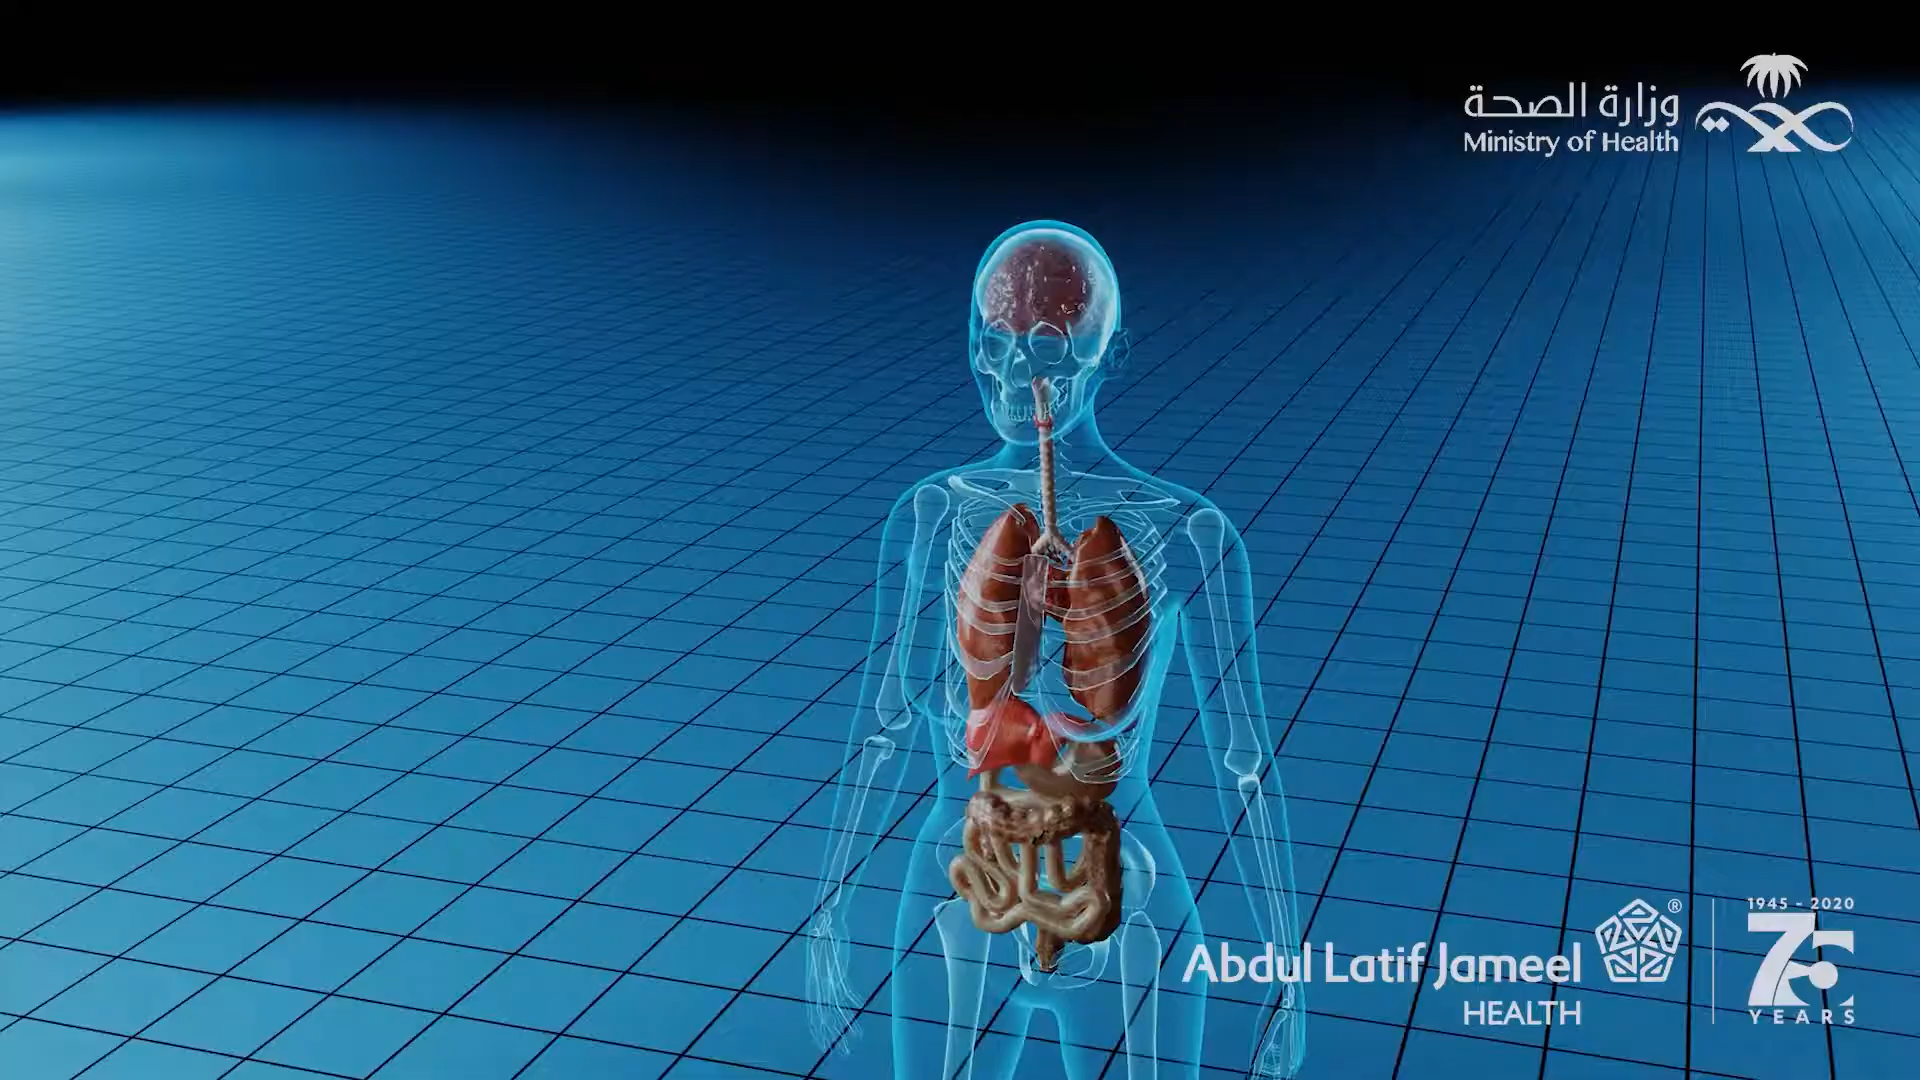 وزارة الصحة
Ministry of Health
Abdul Latif Jameel ®
HEALTH
1945 - 2020
75
YEARS